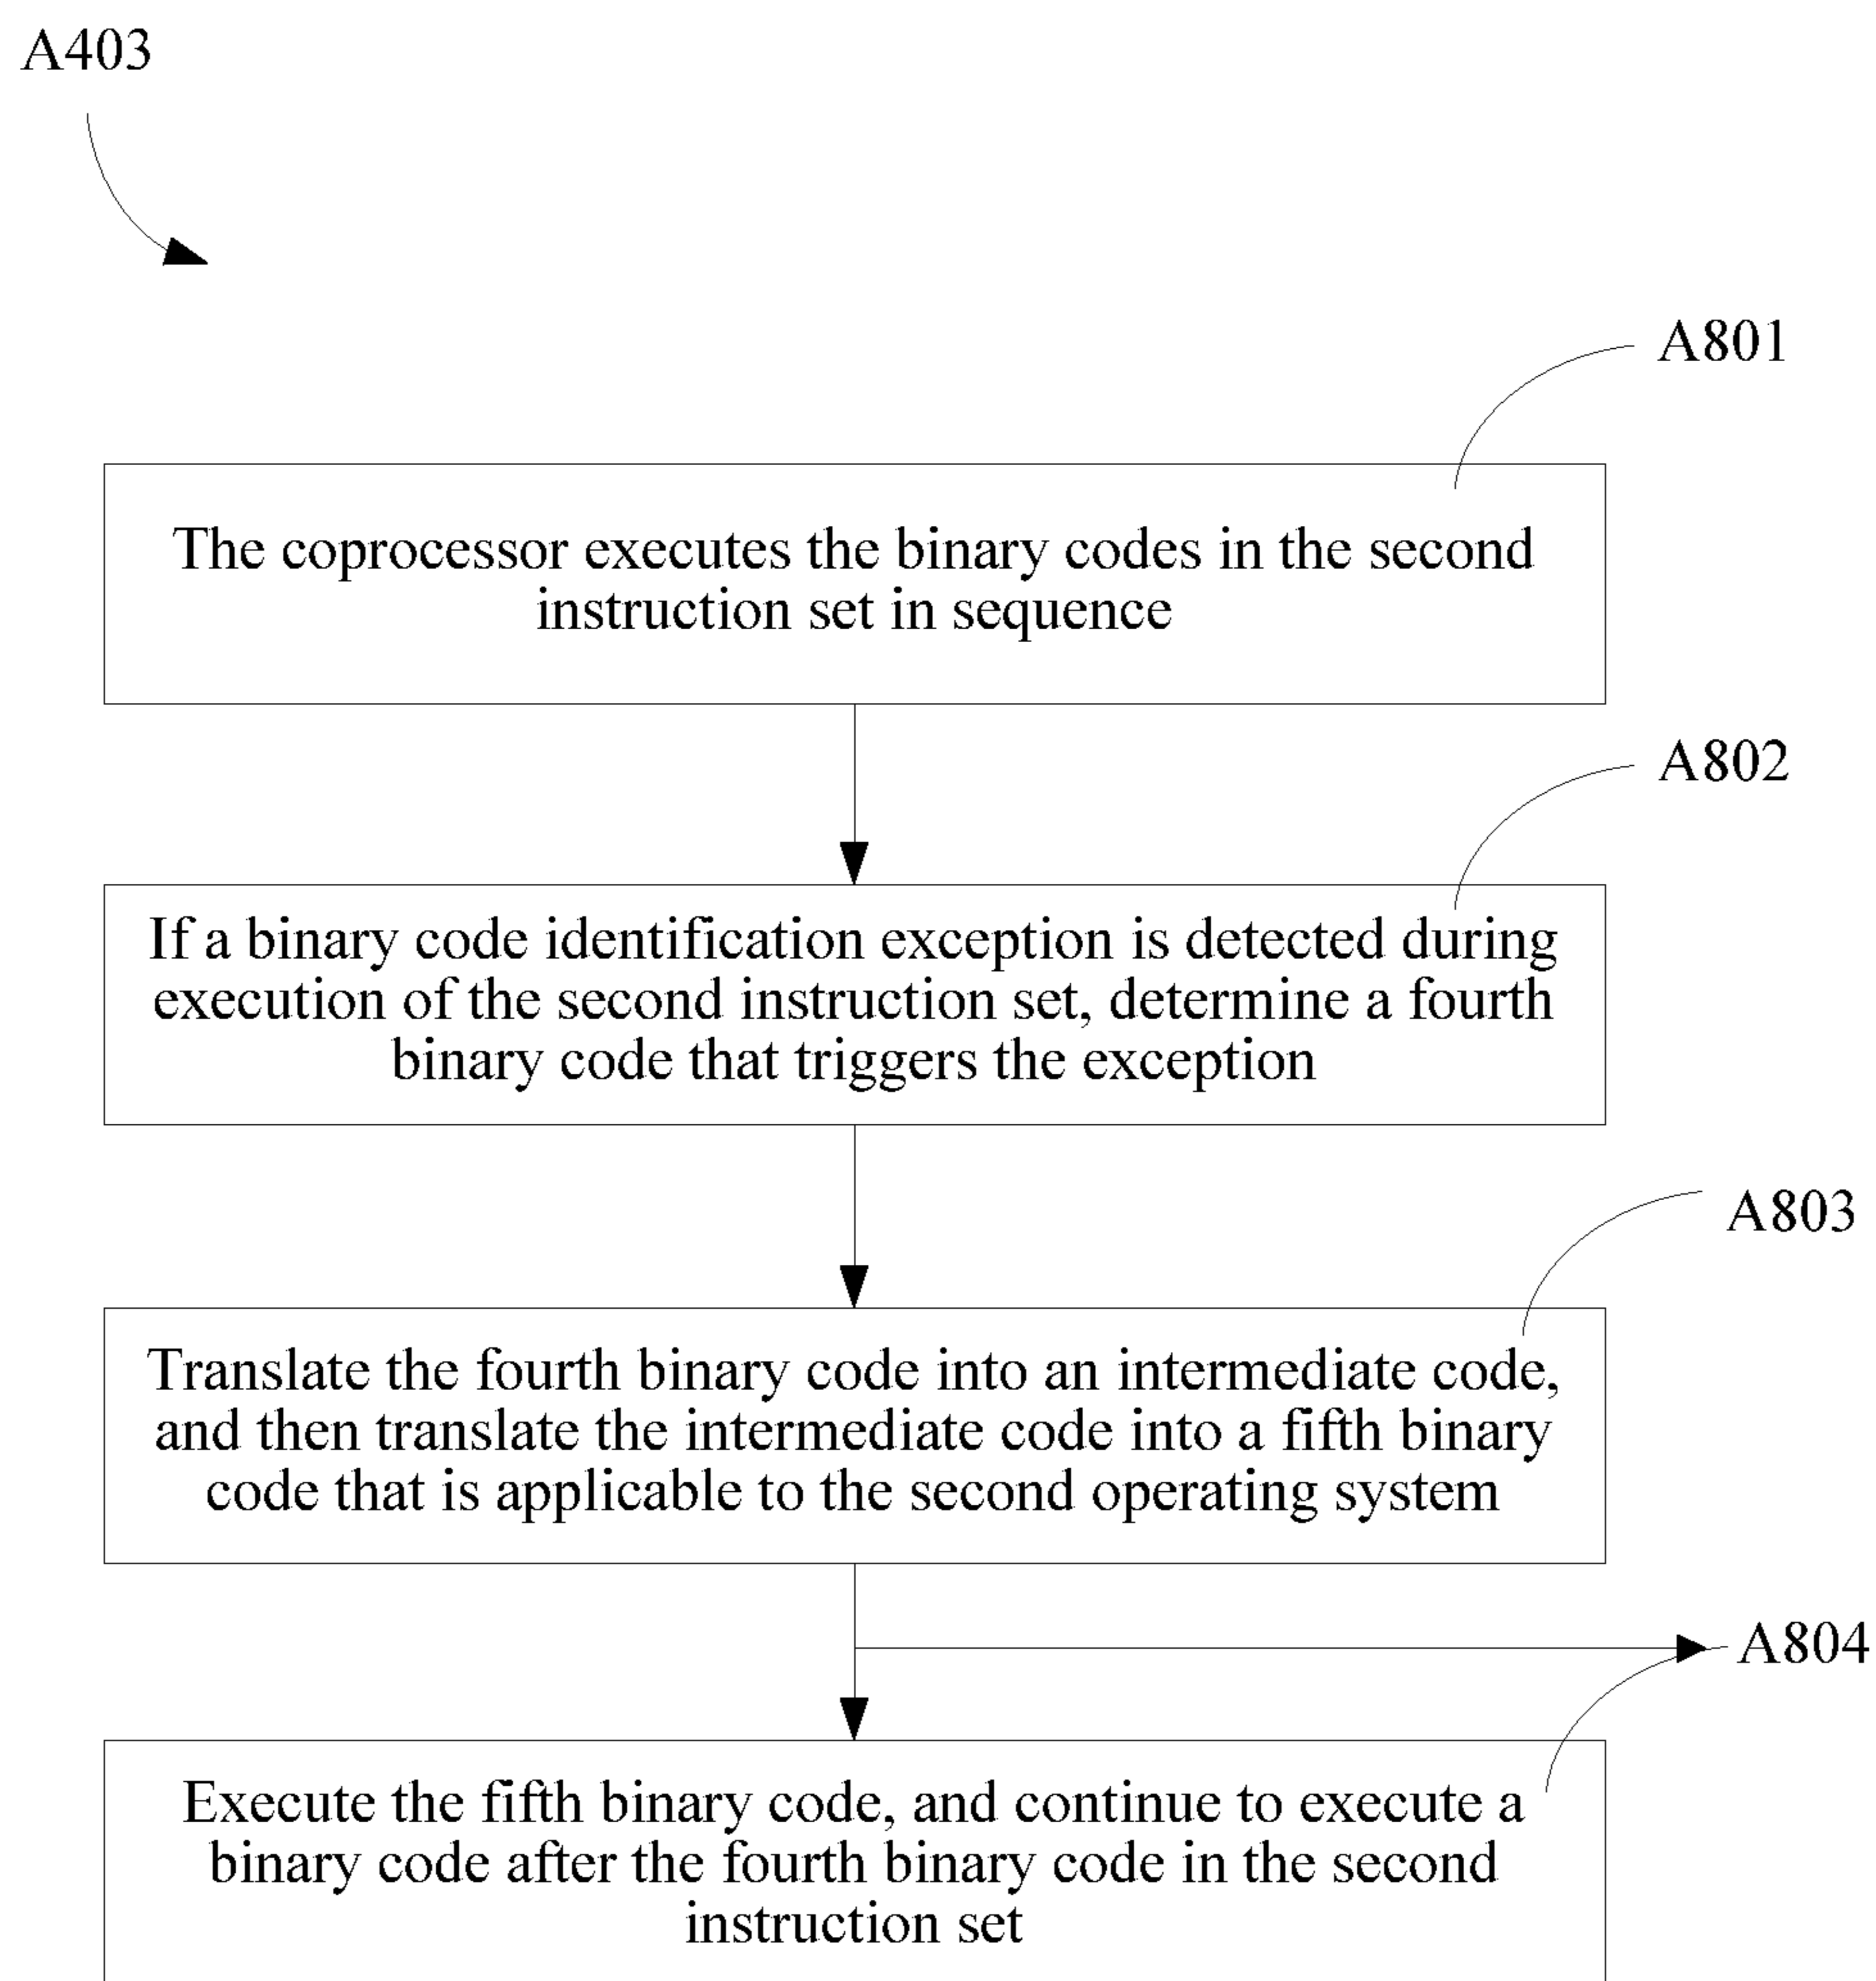 A403
A801
The coprocessor executes the binary codes in the second
instruction set in sequence
A802
If a binary code identification exception is detected during
execution of the second instruction set, determine a fourth
binary code that triggers the exception
A803
Translate the fourth binary code into an intermediate code,
and then translate the intermediate code into a fifth binary
code that is applicable to the second operating system
A804
Execute the fifth binary code, and continue to execute a
binary code after the fourth binary code in the second
instruction set